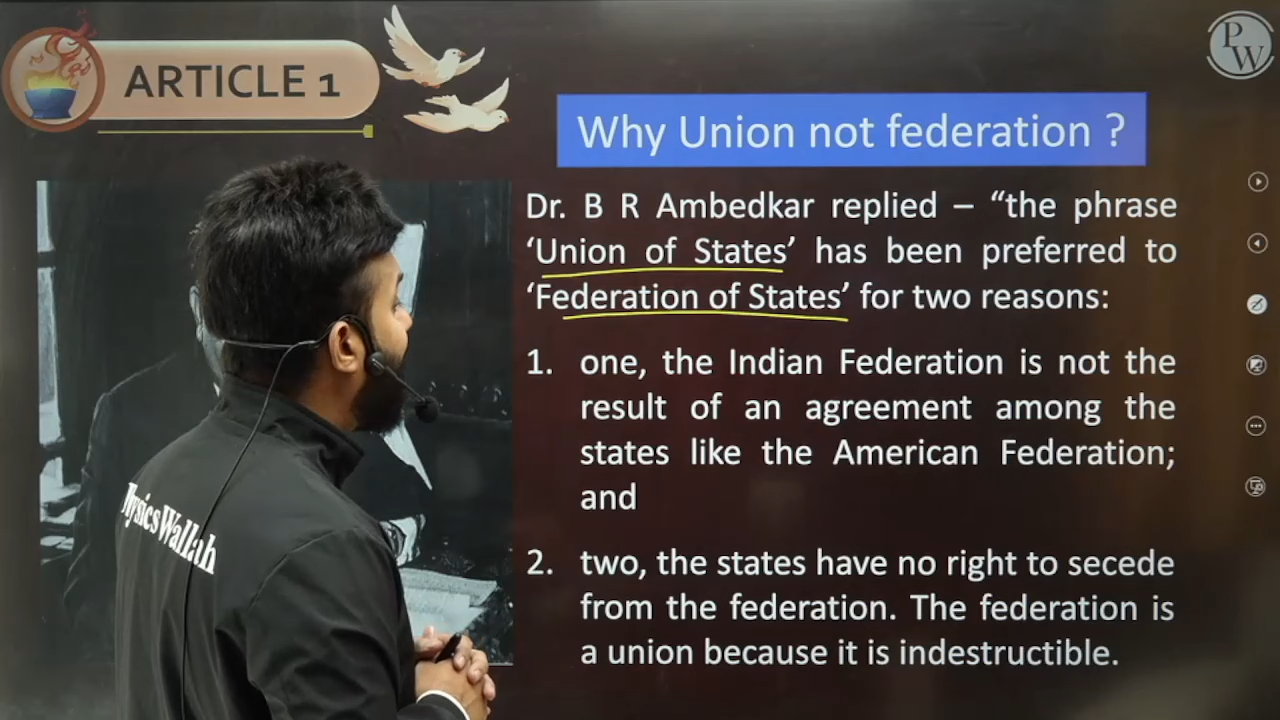 ARTICLE 1
PW
Why Union not federation ?
Dr. B R Ambedkar replied – “the phrase
‘Union of States’ has been preferred to
‘Federation of States’ for two reasons:
1. one, the Indian Federation is not the
result of an agreement among the
states like the American Federation;
and
2. two, the states have no right to secede
from the federation. The federation is
a union because it is indestructible.
PhysicsWallah